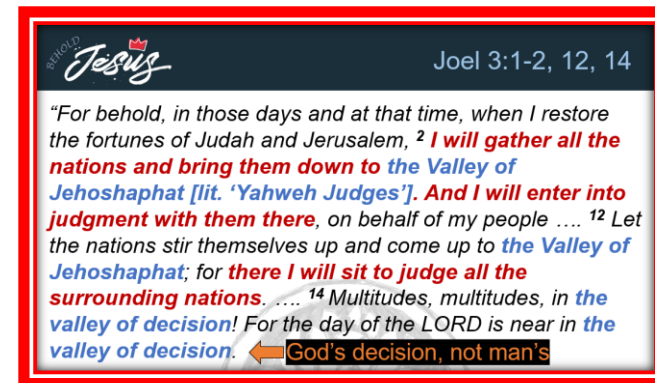 BEHOLD
Jesus
Joel 3:1-2, 12, 14
“For behold, in those days and at that time, when I restore
the fortunes of Judah and Jerusalem, 2 I will gather all the
nations and bring them down to the Valley of
Jehoshaphat [lit. ‘Yahweh Judges’]. And I will enter into
judgment with them there, on behalf of my people …. 12 Let
the nations stir themselves up and come up to the Valley of
Jehoshaphat; for there I will sit to judge all the
surrounding nations. …. 14 Multitudes, multitudes, in the
valley of decision! For the day of the LORD is near in the
valley of decision. God’s decision, not man’s